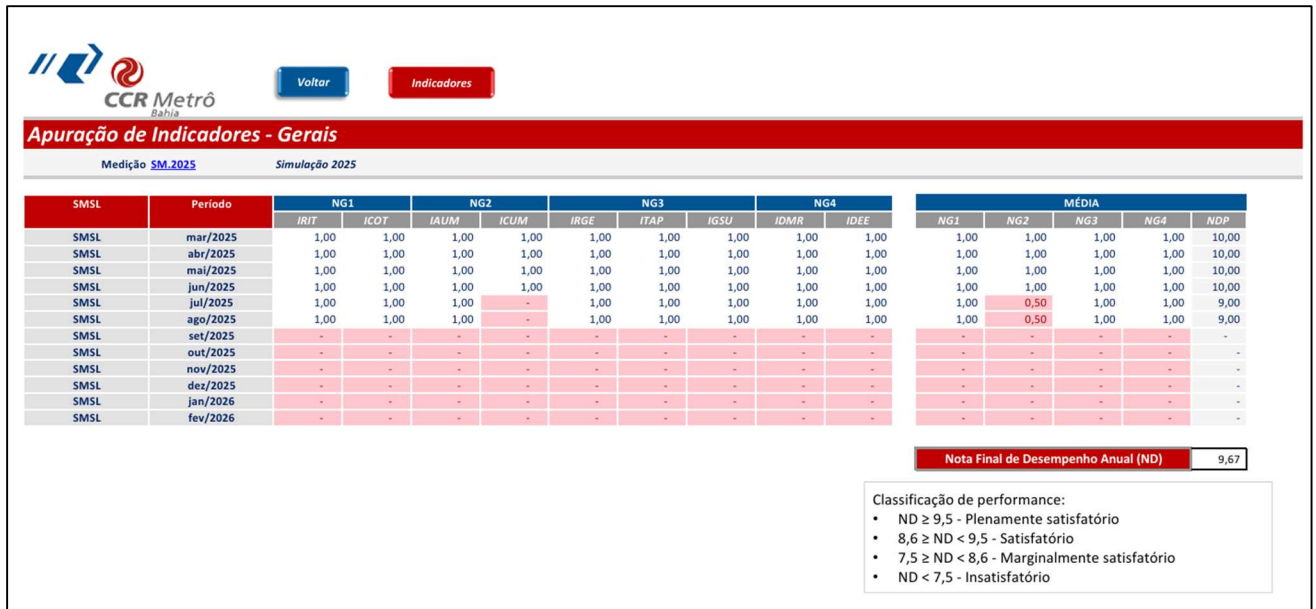 CCR Metrô
Bahia
Voltar
Indicadores
Apuração de Indicadores - Gerais
Medição SM.2025 Simulação 2025
SMSL Período NG1 NG2 NG3 NG4 MÉDIA
IRIT ICOT IAUM ICUM IRGE ITAP IGSU IDMR IDEE NG1 NG2 NG3 NG4 NDP
SMSL mar/2025 1,00 1,00 1,00 1,00 1,00 1,00 1,00 1,00 1,00 1,00 1,00 1,00 1,00 10,00
SMSL abr/2025 1,00 1,00 1,00 1,00 1,00 1,00 1,00 1,00 1,00 1,00 1,00 1,00 1,00 10,00
SMSL mai/2025 1,00 1,00 1,00 1,00 1,00 1,00 1,00 1,00 1,00 1,00 1,00 1,00 1,00 10,00
SMSL jun/2025 1,00 1,00 1,00 1,00 1,00 1,00 1,00 1,00 1,00 1,00 1,00 1,00 1,00 10,00
SMSL jul/2025 1,00 1,00 1,00 - 1,00 1,00 1,00 1,00 1,00 1,00 0,50 1,00 1,00 9,00
SMSL ago/2025 1,00 1,00 1,00 - 1,00 1,00 1,00 1,00 1,00 1,00 0,50 1,00 1,00 9,00
SMSL set/2025 - - - - - - - - - - - - - -
SMSL out/2025 - - - - - - - - - - - - - -
SMSL nov/2025 - - - - - - - - - - - - - -
SMSL dez/2025 - - - - - - - - - - - - - -
SMSL jan/2026 - - - - - - - - - - - - - -
SMSL fev/2026 - - - - - - - - - - - - - -
Nota Final de Desempenho Anual (ND) 9,67
Classificação de performance:
• ND ≥ 9,5 - Plenamente satisfatório
• 8,6 ≥ ND < 9,5 - Satisfatório
• 7,5 ≥ ND < 8,6 - Marginalmente satisfatório
• ND < 7,5 - Insatisfatório